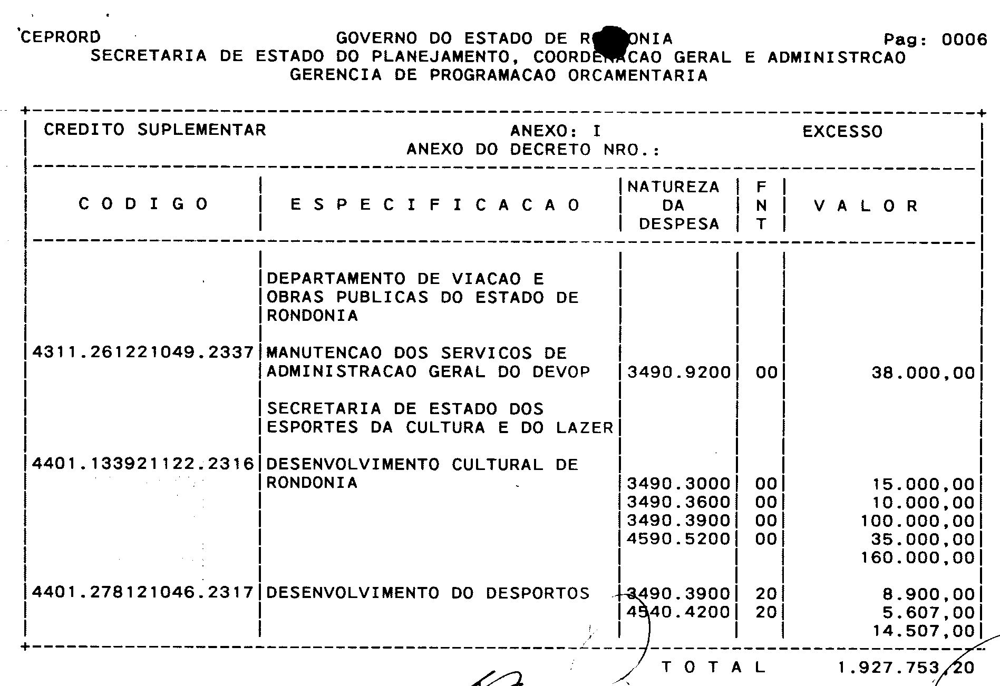 CEPRORD GOVERNO DO ESTADO DE RONDONIA Pag: 0006
SECRETARIA DE ESTADO DO PLANEJAMENTO, COORDENACAO GERAL E ADMINISTRCAO
GERENCIA DE PROGRAMACAO ORCAMENTARIA
CREDITO SUPLEMENTAR ANEXO: I EXCESSO
ANEXO DO DECRETO NRO.:
NATUREZA F
C O D I G O E S P E C I F I C A C A O DA N V A L O R
DESPESA T
DEPARTAMENTO DE VIACAO E
OBRAS PUBLICAS DO ESTADO DE
RONDONIA
4311.261221049.2337 MANUTENCAO DOS SERVICOS DE
ADMINISTRACAO GERAL DO DEVOP 3490.9200 00 38.000,00
SECRETARIA DE ESTADO DOS
ESPORTES DA CULTURA E DO LAZER
4401.133921122.2316 DESENVOLVIMENTO CULTURAL DE
RONDONIA 3490.3000 00 15.000,00
3490.3600 00 10.000,00
3490.3900 00 100.000,00
4590.5200 00 35.000,00
160.000,00
4401.278121046.2317 DESENVOLVIMENTO DO DESPORTOS 3490.3900 20 8.900,00
4540.4200 20 5.607,00
14.507,00
T O T A L 1.927.753,20